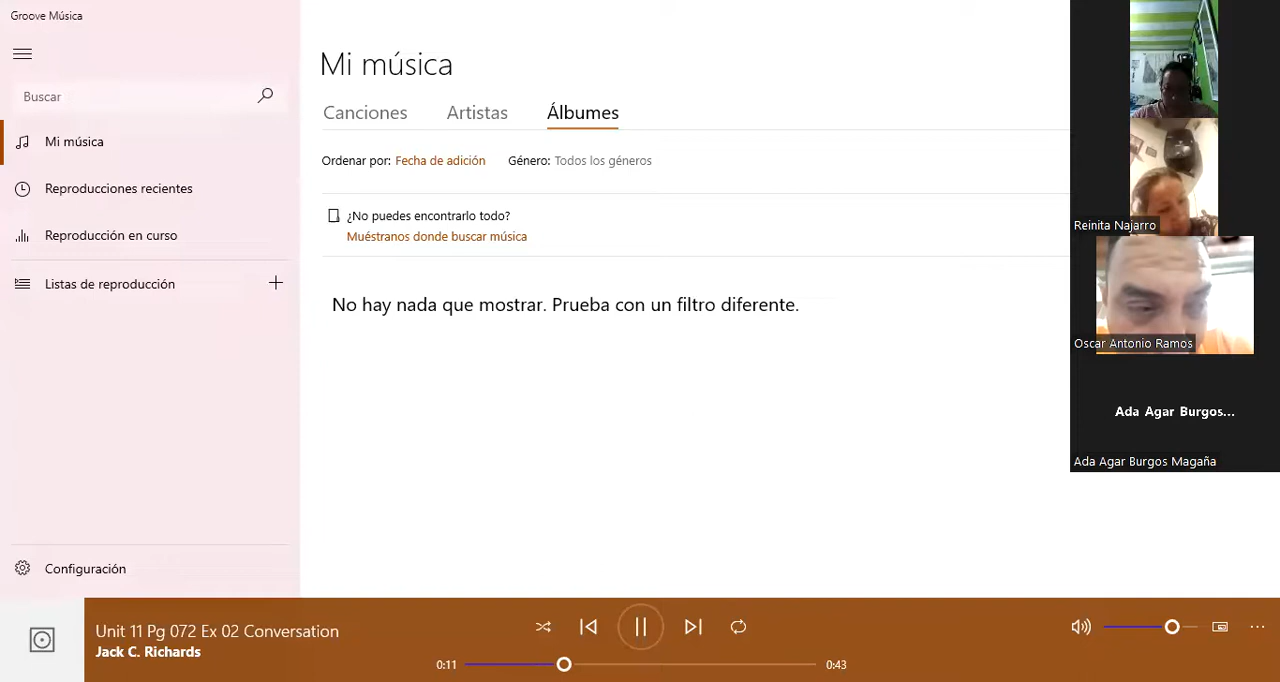 Groove Música
Buscar
Mi música
Reproducciones recientes
Reproducción en curso
Listas de reproducción
Configuración
Mi música
Canciones Artistas Álbumes
Ordenar por: Fecha de adición Género: Todos los géneros
¿No puedes encontrarlo todo?
Muéstranos donde buscar música
No hay nada que mostrar. Prueba con un filtro diferente.
Reinita Najarro
Oscar Antonio Ramos
Ada Agar Burgos...
Ada Agar Burgos Magaña
Unit 11 Pg 072 Ex 02 Conversation
Jack C. Richards
0:11 0:43